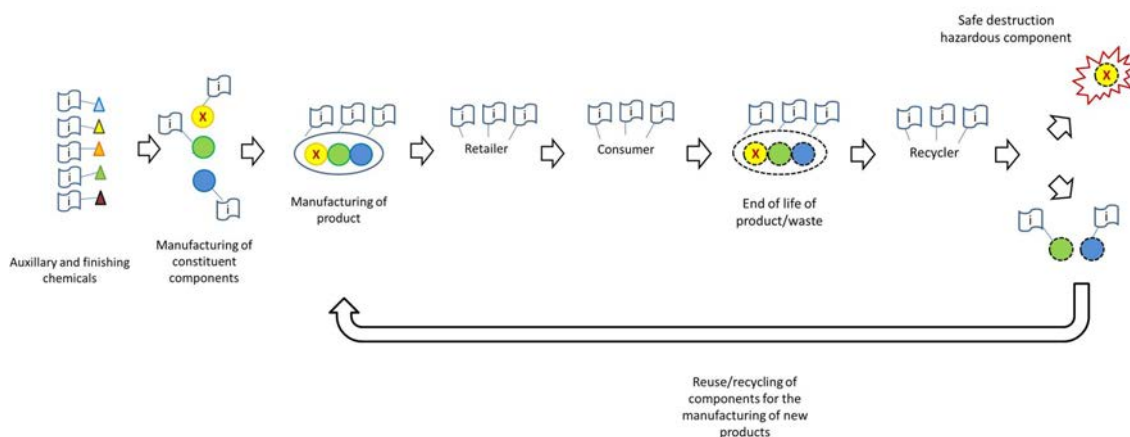 Safe destruction
hazardous component
i
i
i
i
i
Auxillary and finishing
chemicals
i
X
i
i
Manufacturing of
constituent
components
i i i
X
Manufacturing of
product
i i i
Retailer
i i i
Consumer
i i i
X
End of life of
product/waste
i i i
Recycler
X
i i
Reuse/recycling of
components for the
manufacturing of new
products